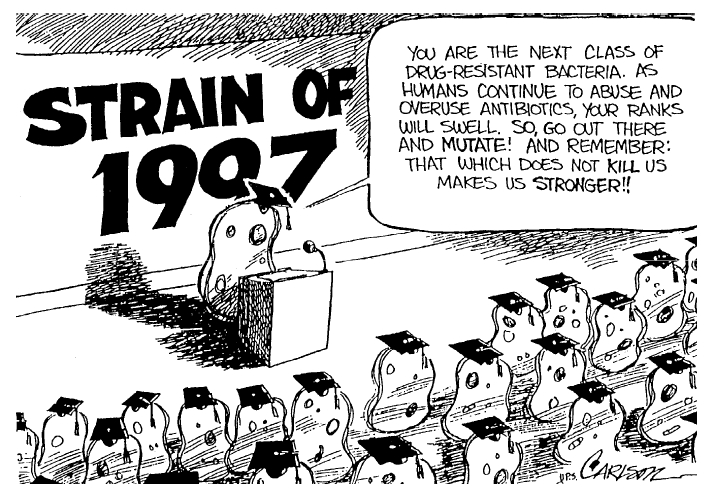 STRAIN OF
1997
YOU ARE THE NEXT CLASS OF
DRUG-RESISTANT BACTERIA. AS
HUMANS CONTINUE TO ABUSE AND
OVERUSE ANTIBIOTICS, YOUR RANKS
WILL SWELL. SO, GO OUT THERE
AND MUTATE! AND REMEMBER:
THAT WHICH DOES NOT KILL US
MAKES US STRONGER!!
UPS. CARLSON